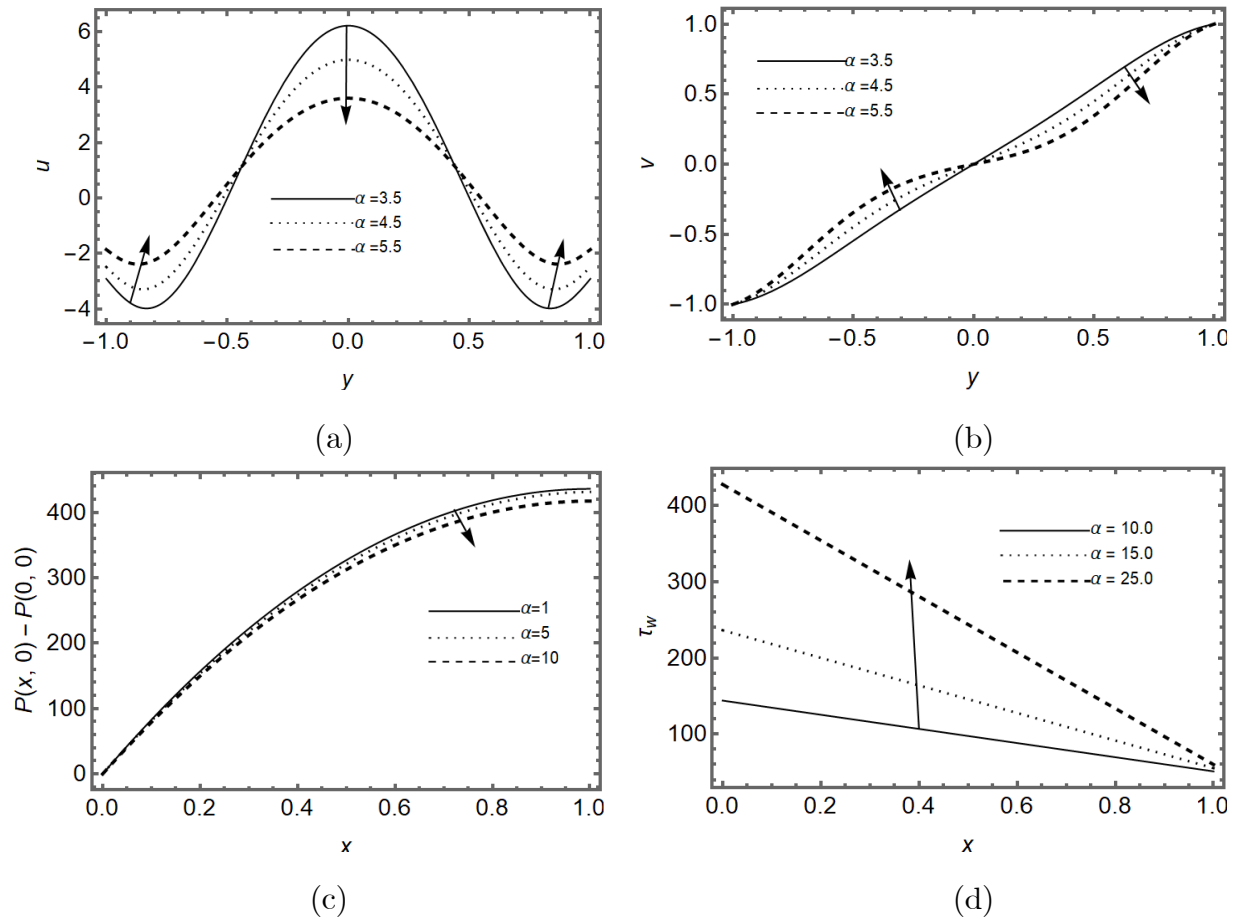 6
4
2
0
−2
−4
u
α =3.5
α =4.5
α =5.5
−1.0 −0.5 0.0 0.5 1.0
y
(a)
1.0
0.5
0.0
−0.5
−1.0
v
α =3.5
α =4.5
α =5.5
−1.0 −0.5 0.0 0.5 1.0
y
(b)
400
300
200
100
0
P(x, 0) − P(0, 0)
α=1
α=5
α=10
0.0 0.2 0.4 0.6 0.8 1.0
x
(c)
400
300
200
100
τw
α = 10.0
α = 15.0
α = 25.0
0.0 0.2 0.4 0.6 0.8 1.0
x
(d)